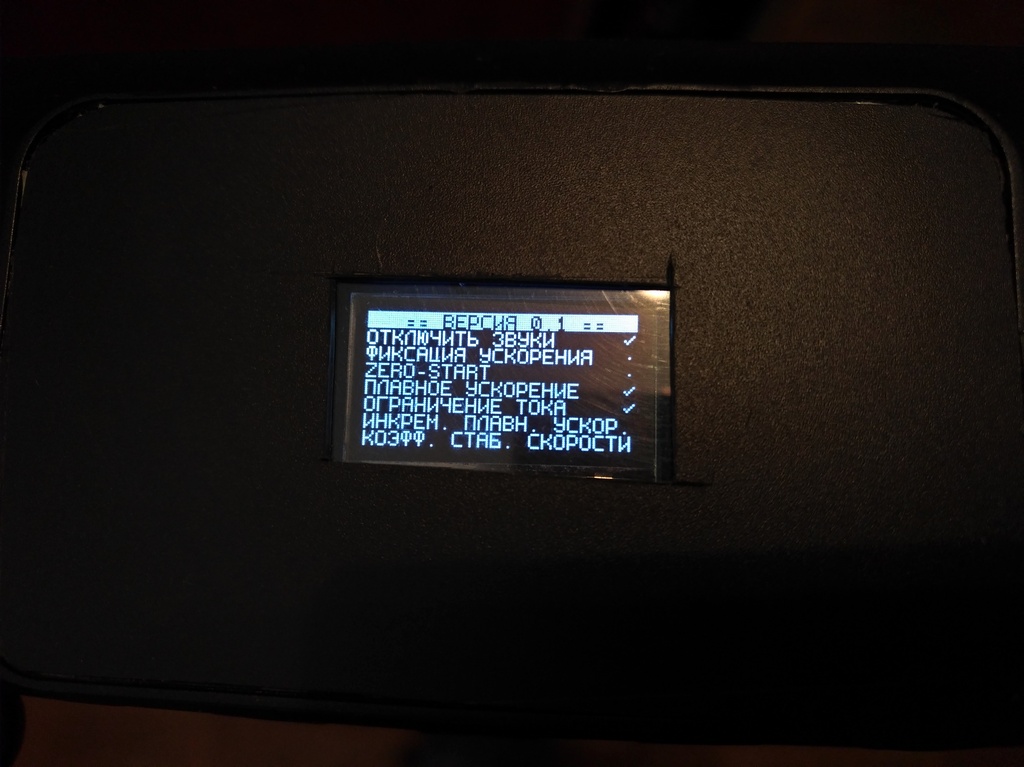 == ВЕРСИЯ 0.1 ==
ОТКЛЮЧИТЬ ЗВУКИ ✓
ФИКСАЦИЯ УСКОРЕНИЯ .
ZERO-START .
ПЛАВНОЕ УСКОРЕНИЕ ✓
ОГРАНИЧЕНИЕ ТОКА ✓
ИНКРЕМ. ПЛАВН. УСКОР.
КОЭФФ. СТАБ. СКОРОСТИ